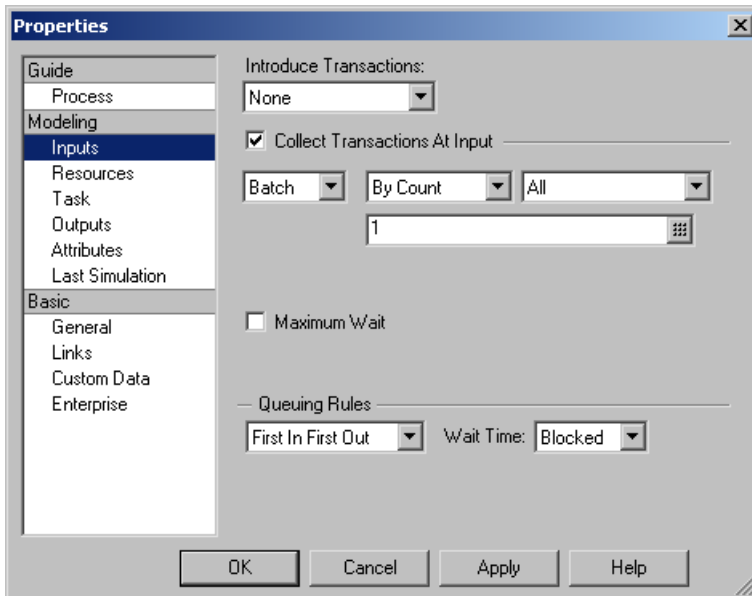 Properties
Guide
Process
Modeling
Inputs
Resources
Task
Outputs
Attributes
Last Simulation
Basic
General
Links
Custom Data
Enterprise
Introduce Transactions:
None
Collect Transactions At Input
Batch By Count All
1
Maximum Wait
Queuing Rules
First In First Out Wait Time: Blocked
OK Cancel Apply Help